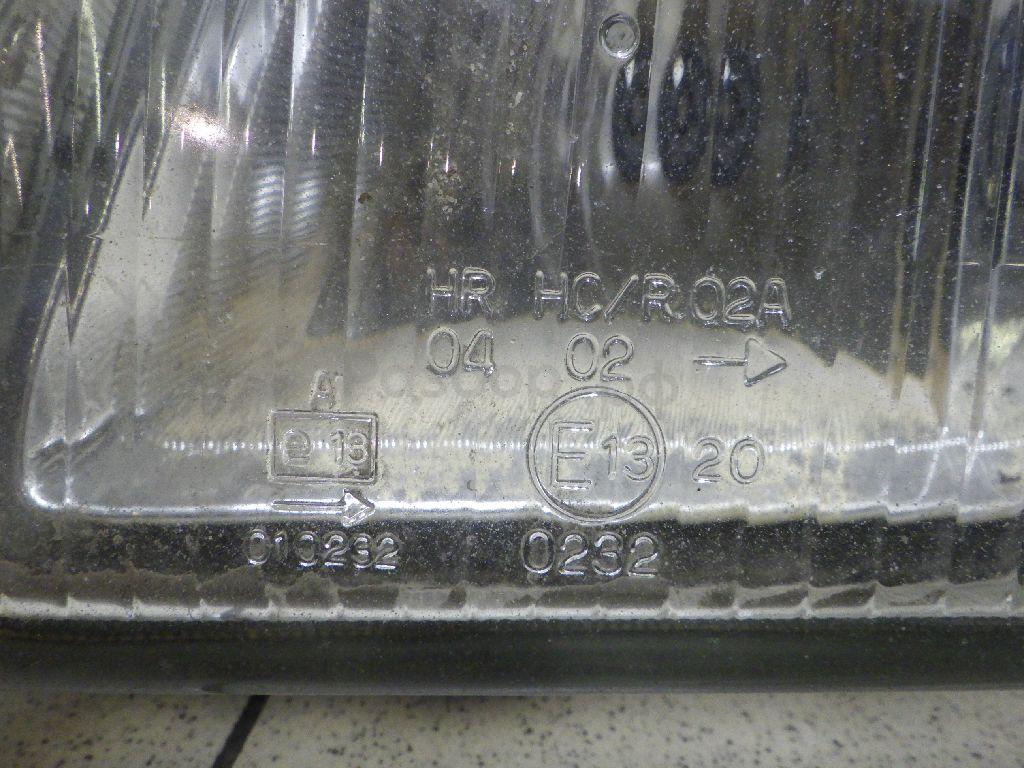 HR HC/R 02A
04 02 →
A
e 13
E 13 20
→
010232 0232